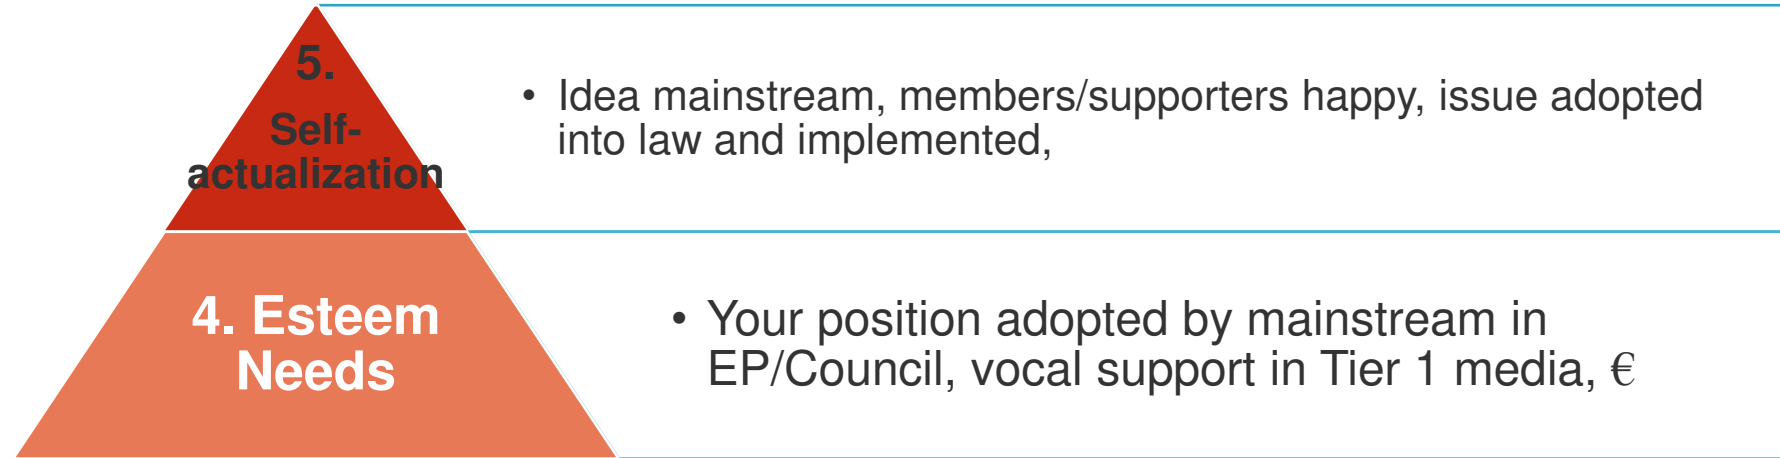 5.
Self-
actualization
• Idea mainstream, members/supporters happy, issue adopted
into law and implemented,
4. Esteem
Needs
• Your position adopted by mainstream in
EP/Council, vocal support in Tier 1 media, €